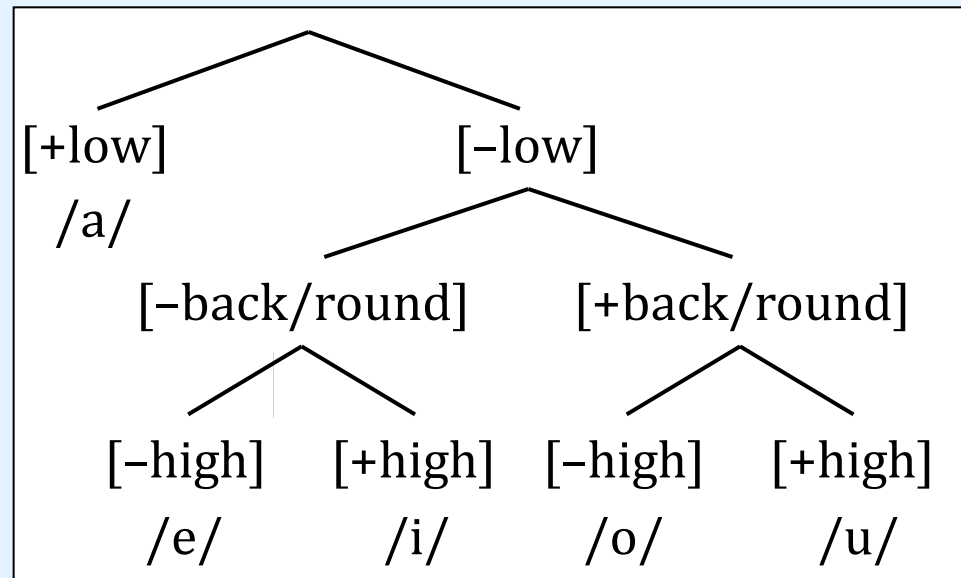 [+low] [–low]
/a/
[–back/round] [+back/round]
[–high] [+high] [–high] [+high]
/e/ /i/ /o/ /u/